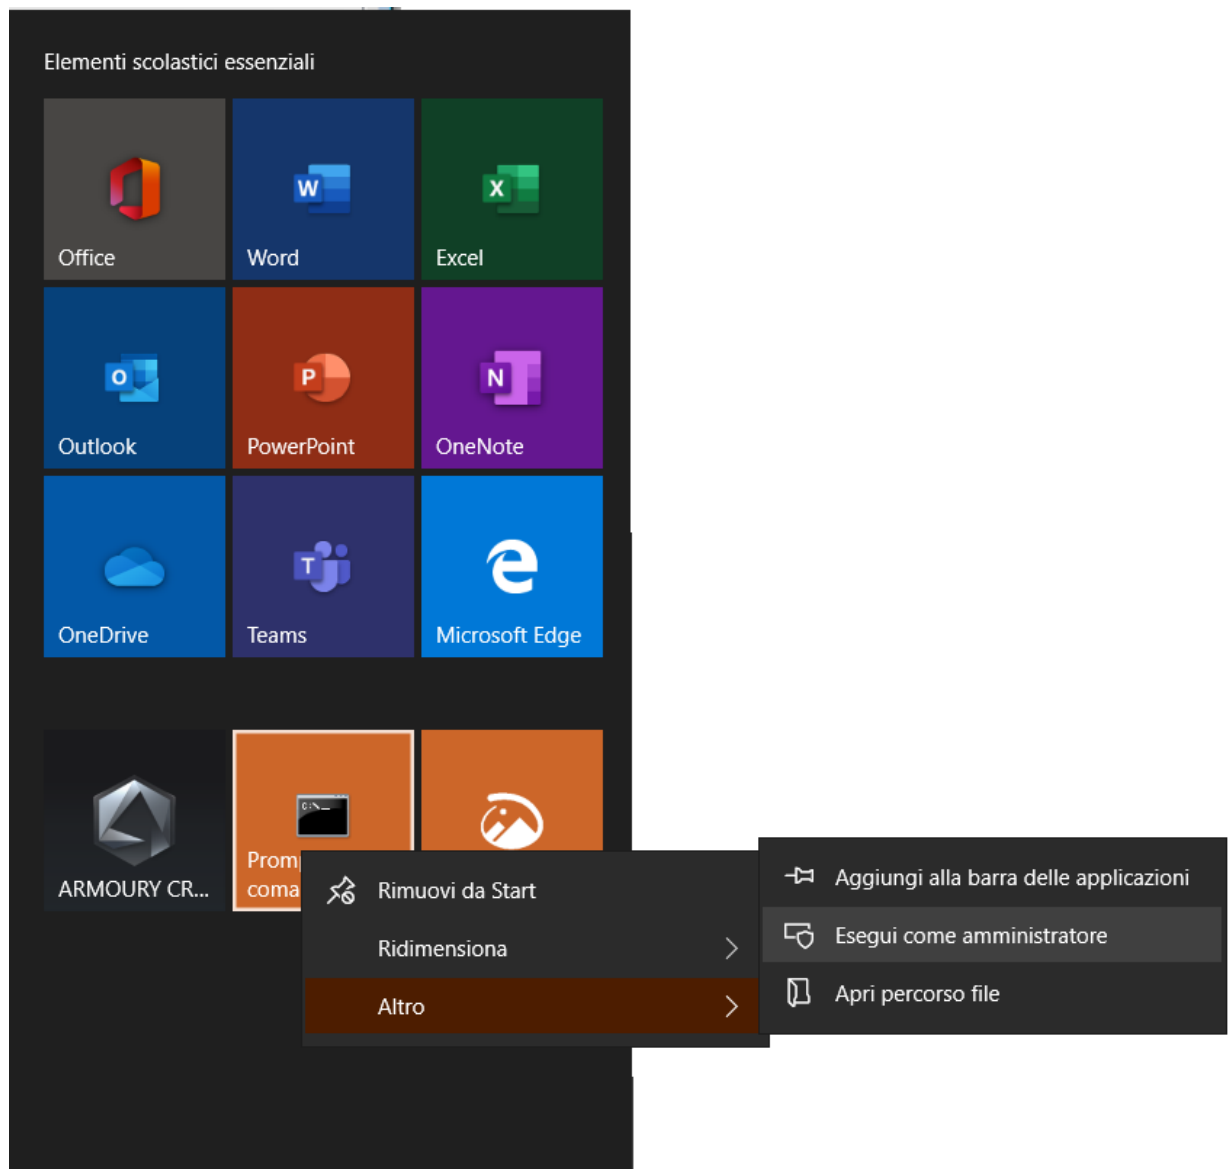 Elementi scolastici essenziali
Office
Word
Excel
Outlook
PowerPoint
OneNote
OneDrive
Teams
Microsoft Edge
ARMOURY CR...
Prom
coma
Rimuovi da Start
Ridimensiona
Altro
Aggiungi alla barra delle applicazioni
Esegui come amministratore
Apri percorso file